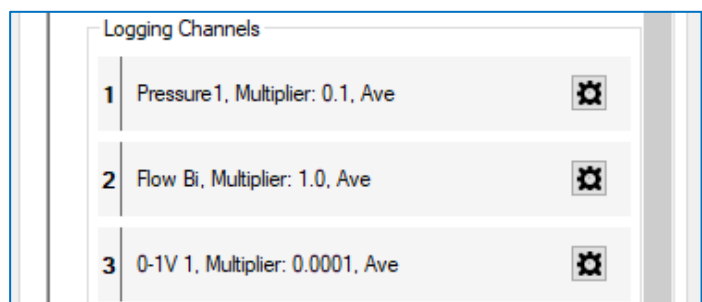 Logging Channels
1 Pressure1, Multiplier: 0.1, Ave
2 Flow Bi, Multiplier: 1.0, Ave
3 0-1V 1, Multiplier: 0.0001, Ave